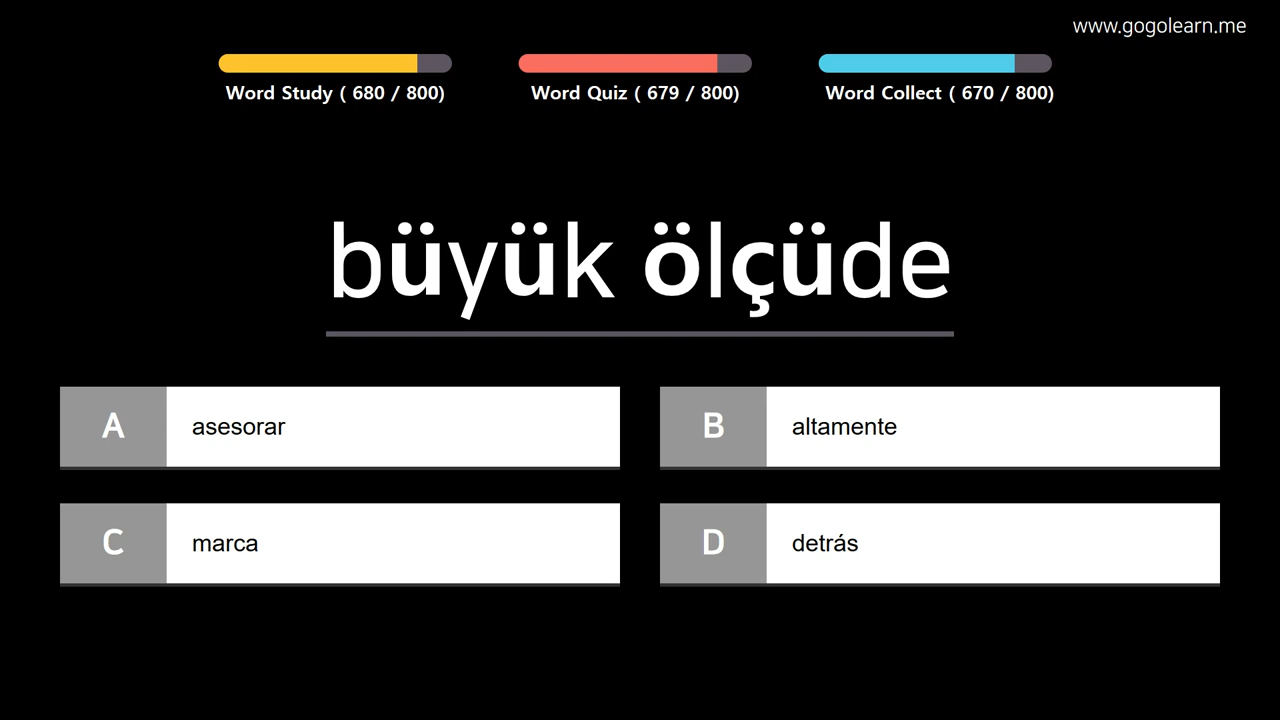 www.gogolearn.me
Word Study ( 680 / 800)
Word Quiz ( 679 / 800)
Word Collect ( 670 / 800)
büyük ölçüde
A asesorar
B altamente
C marca
D detrás